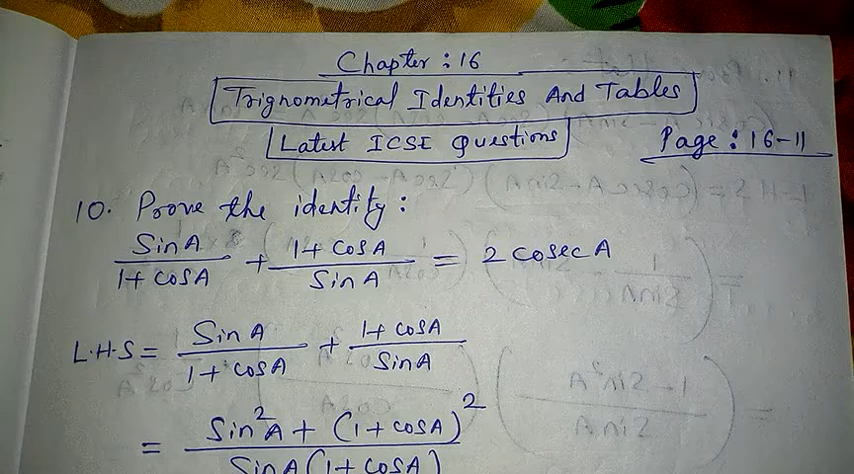 Chapter : 16
Trignometrical Identities And Tables
Latest ICSE Questions
Page : 16-11
10. Prove the identity :
SinA/(1+cosA) + (1+cosA)/SinA = 2 cosec A
L.H.S = SinA/(1+cosA) + (1+cosA)/SinA
= (Sin²A + (1+cosA)²)/(SinA(1+cosA))